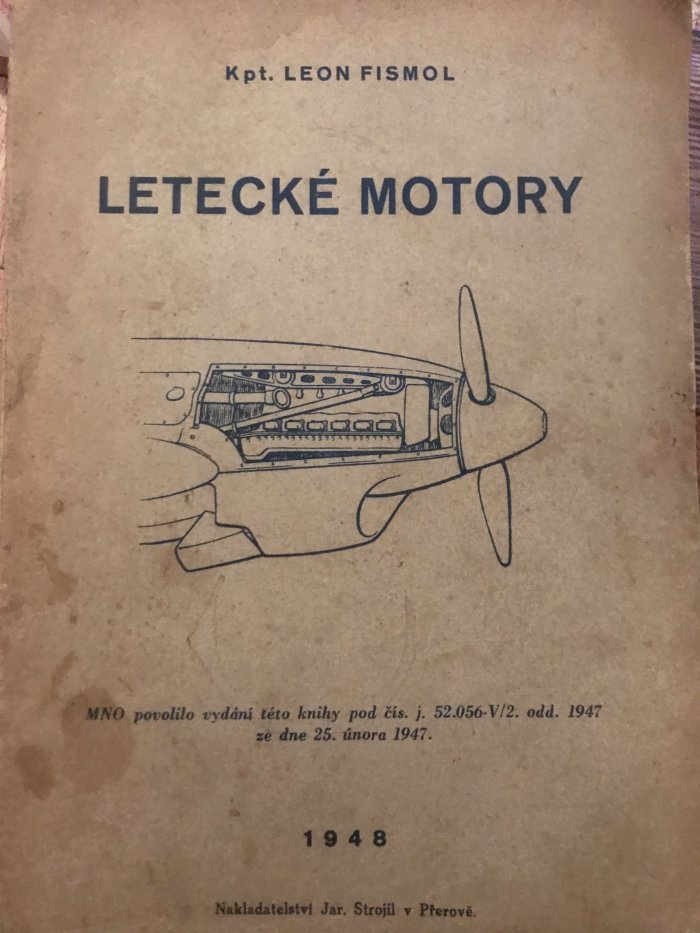 Kpt. LEON FISMOL
LETECKÉ MOTORY
MNO povolilo vydání této knihy pod čís. j. 52.056-V/2. odd. 1947
ze dne 25. února 1947.
1948
Nakladatelství Jar. Strojil v Přerově.